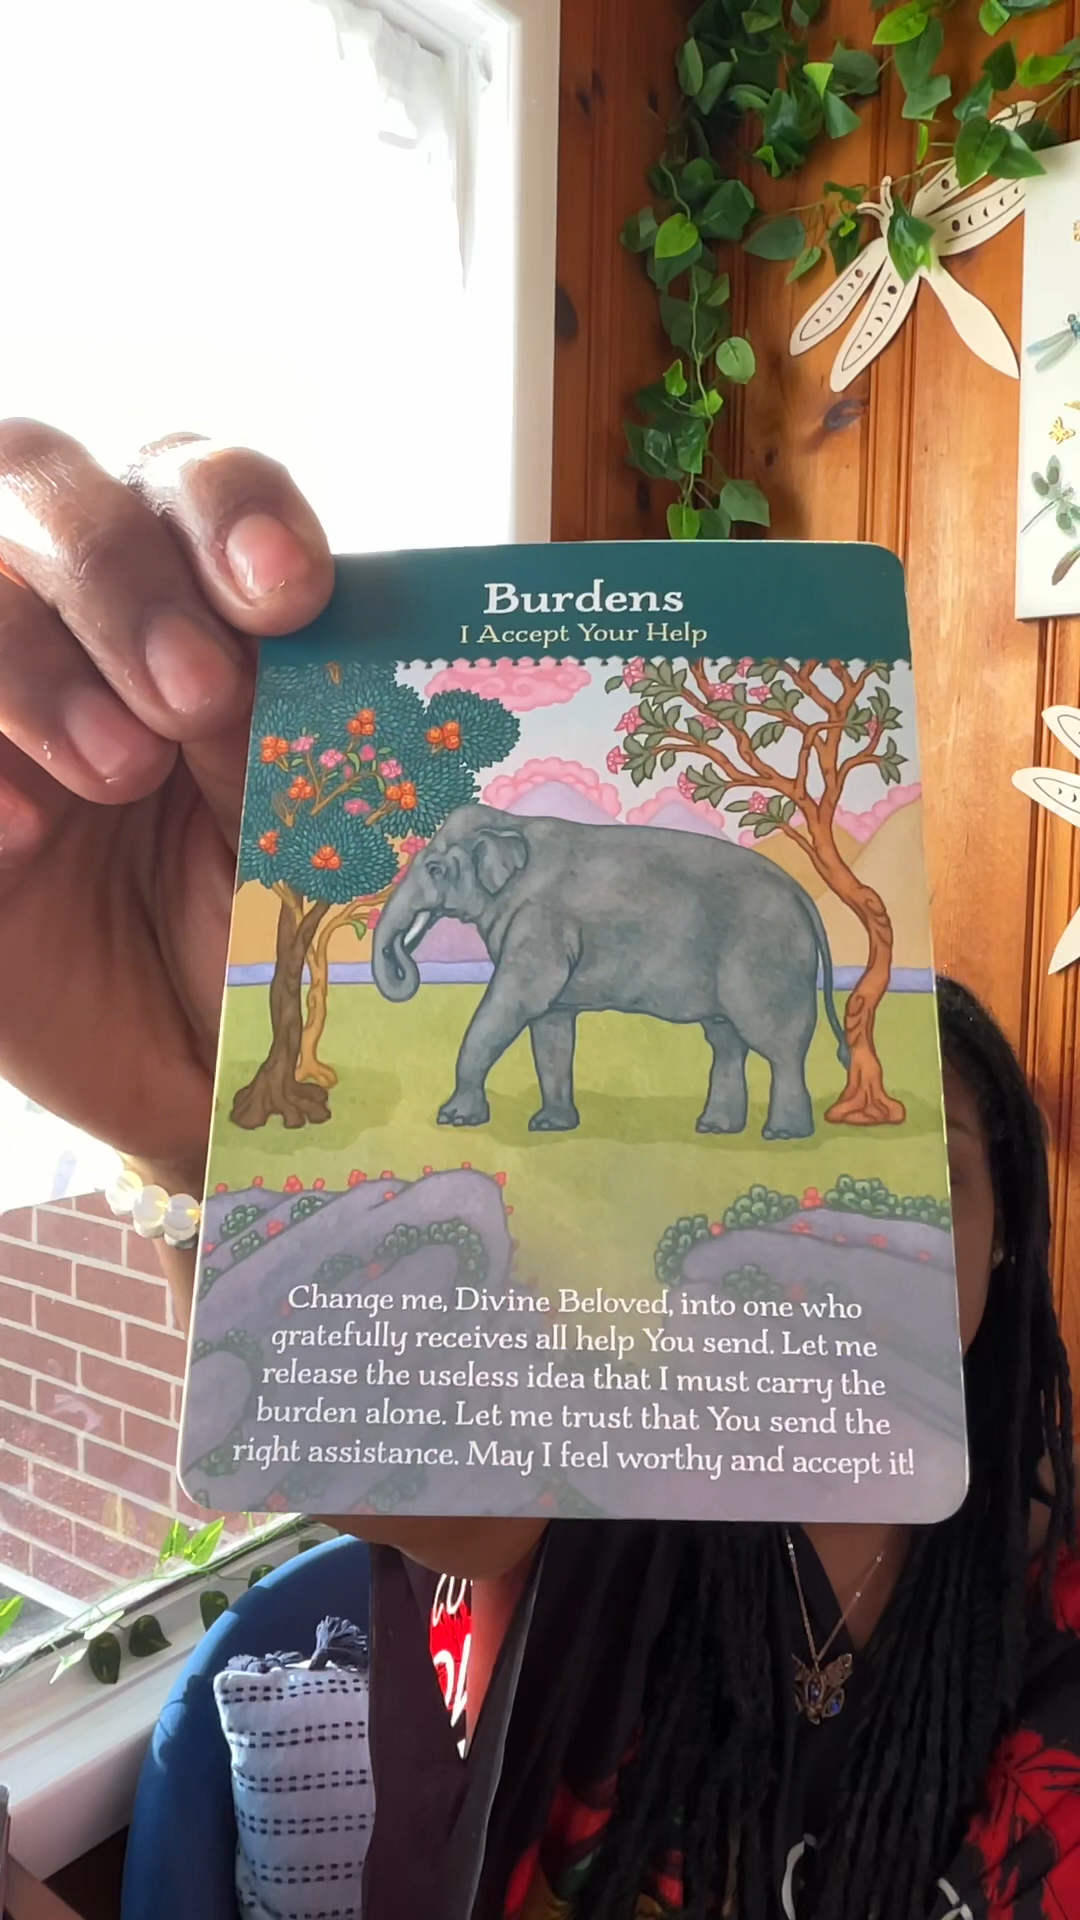 Burdens
I Accept Your Help
Change me, Divine Beloved, into one who
gratefully receives all help You send. Let me
release the useless idea that I must carry the
burden alone. Let me trust that You send the
right assistance. May I feel worthy and accept it!